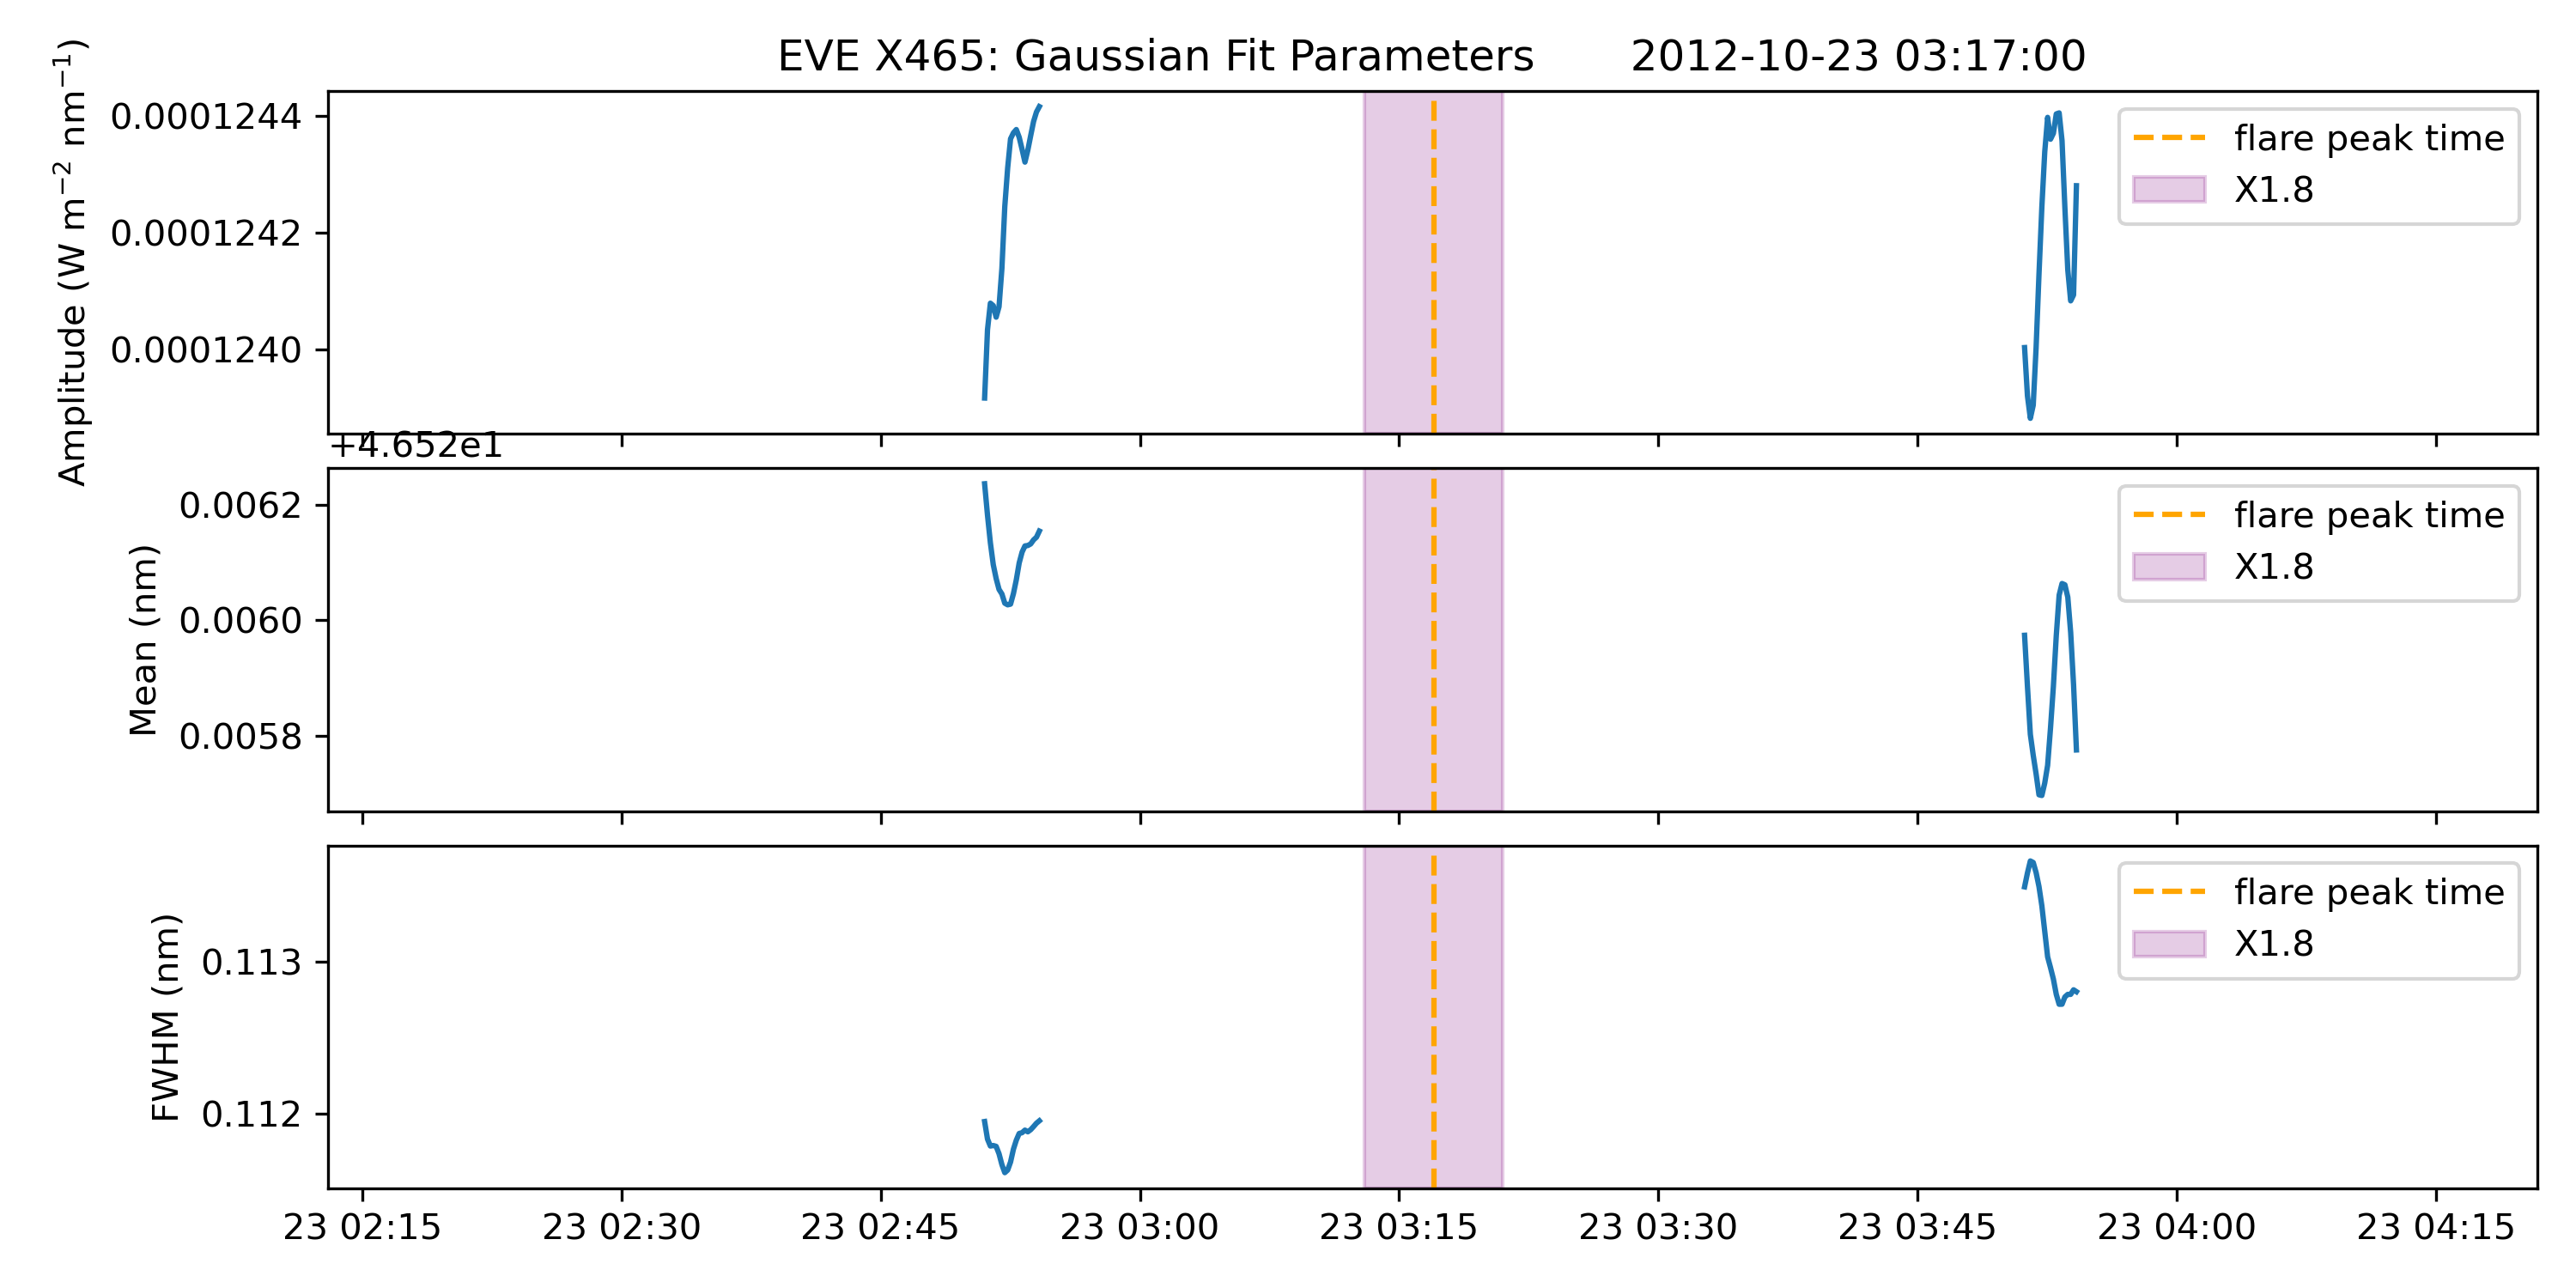 EVE X465: Gaussian Fit Parameters 2012-10-23 03:17:00
Amplitude (W m⁻² nm⁻¹)
0.0001244
0.0001242
0.0001240
flare peak time
X1.8
+4.652e1
Mean (nm)
0.0062
0.0060
0.0058
flare peak time
X1.8
FWHM (nm)
0.113
0.112
flare peak time
X1.8
23 02:15 23 02:30 23 02:45 23 03:00 23 03:15 23 03:30 23 03:45 23 04:00 23 04:15